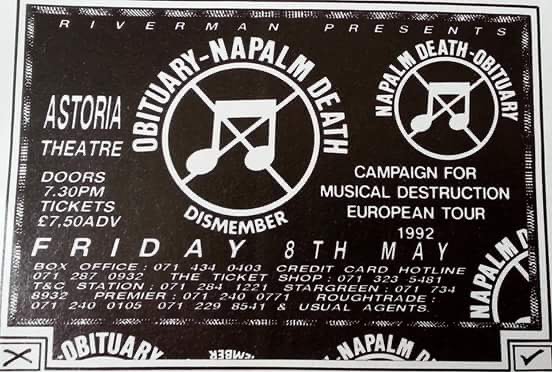 RIVERMAN PRESENTS
OBITUARY-NAPALM DEATH
DISMEMBER
NAPALM DEATH-OBITUARY
ASTORIA
THEATRE
DOORS
7.30PM
TICKETS
£7,50ADV
CAMPAIGN FOR
MUSICAL DESTRUCTION
EUROPEAN TOUR
1992
FRIDAY 8TH MAY
BOX OFFICE: 071 434 0403 CREDIT CARD HOTLINE
071 287 0932 THE TICKET SHOP: 071 323 5481
T&C STATION: 071 284 1221 STARGREEN: 071 734
8932 PREMIER: 071 240 0771 ROUGHTRADE:
071 240 0105 071 229 8541 & USUAL AGENTS.
NAPALM D
OBITUARY
EMBER
NAPALM D